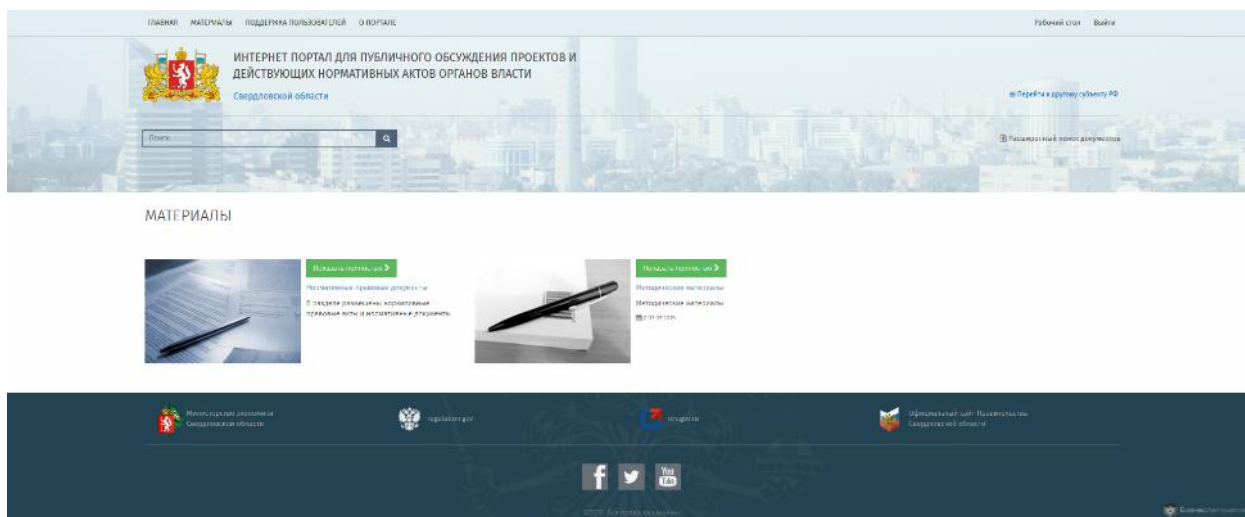 ГЛАВНАЯ МАТЕРИАЛЫ ПОДДЕРЖКА ПОЛЬЗОВАТЕЛЕЙ О ПОРТАЛЕ Рабочий стол Выйти
ИНТЕРНЕТ ПОРТАЛ ДЛЯ ПУБЛИЧНОГО ОБСУЖДЕНИЯ ПРОЕКТОВ И
ДЕЙСТВУЮЩИХ НОРМАТИВНЫХ АКТОВ ОРГАНОВ ВЛАСТИ
Свердловской области
Перейти к другому субъекту РФ
Поиск
Расширенный поиск документов
МАТЕРИАЛЫ
Показать полностью
Нормативные правовые документы
В разделе размещены нормативные
правовые акты и нормативные документы
Показать полностью
Методические материалы
Методические материалы
Министерство экономики
Свердловской области
regulation.gov
Официальный сайт Правительства
Свердловской области
f
You
Tube